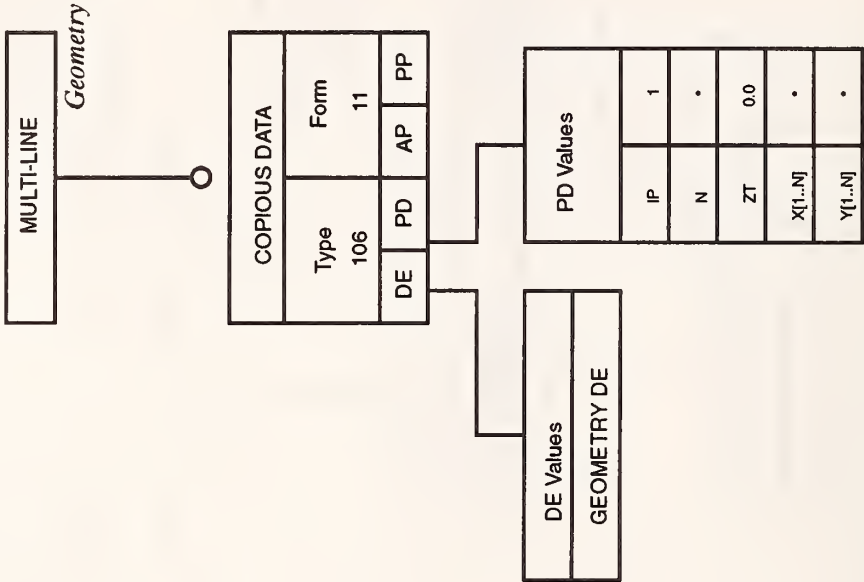 MULTI-LINE
Geometry
COPIOUS DATA
Type Form
106 11
DE PD AP PP
DE Values
GEOMETRY DE
PD Values
IP 1
N •
ZT 0.0
X[1..N] •
Y[1..N] •